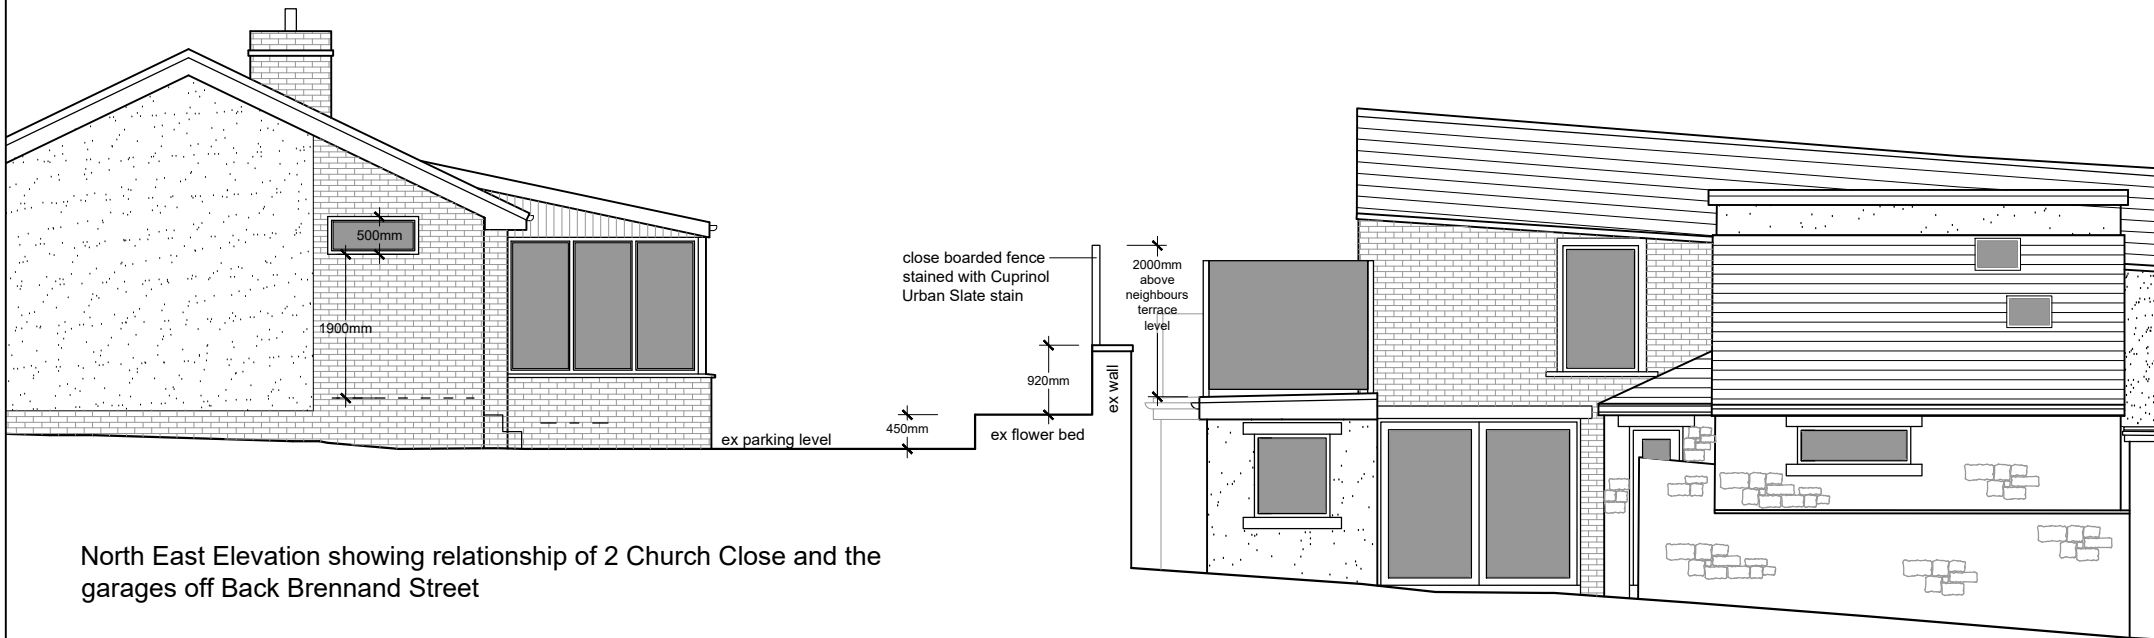 500mm
1900mm
close boarded fence
stained with Cuprinol
Urban Slate stain
2000mm
above
neighbours
terrace
level
920mm
ex wall
450mm
ex flower bed
ex parking level
North East Elevation showing relationship of 2 Church Close and the
garages off Back Brennand Street